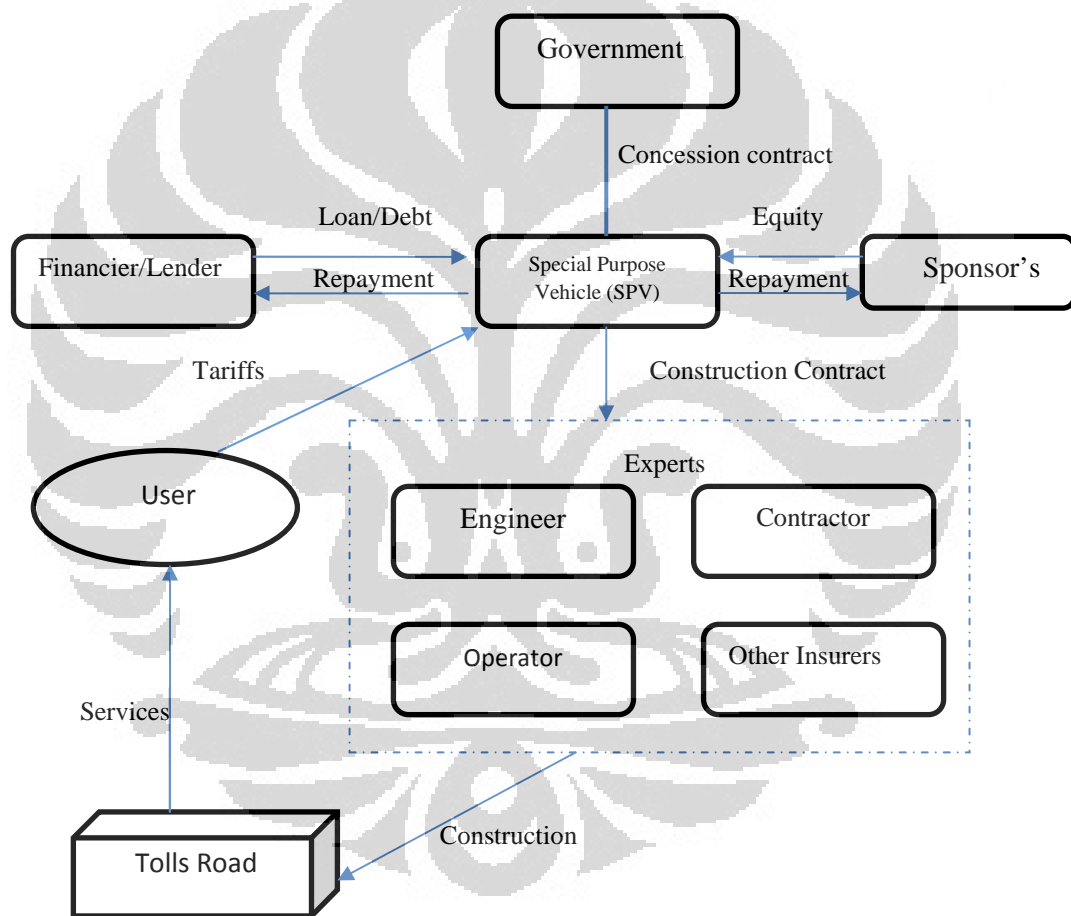 Government
Concession contract
Loan/Debt
Equity
Financier/Lender
Special Purpose
Vehicle (SPV)
Sponsor's
Repayment
Repayment
Tariffs
Construction Contract
Experts
User
Engineer
Contractor
Operator
Other Insurers
Services
Construction
Tolls Road